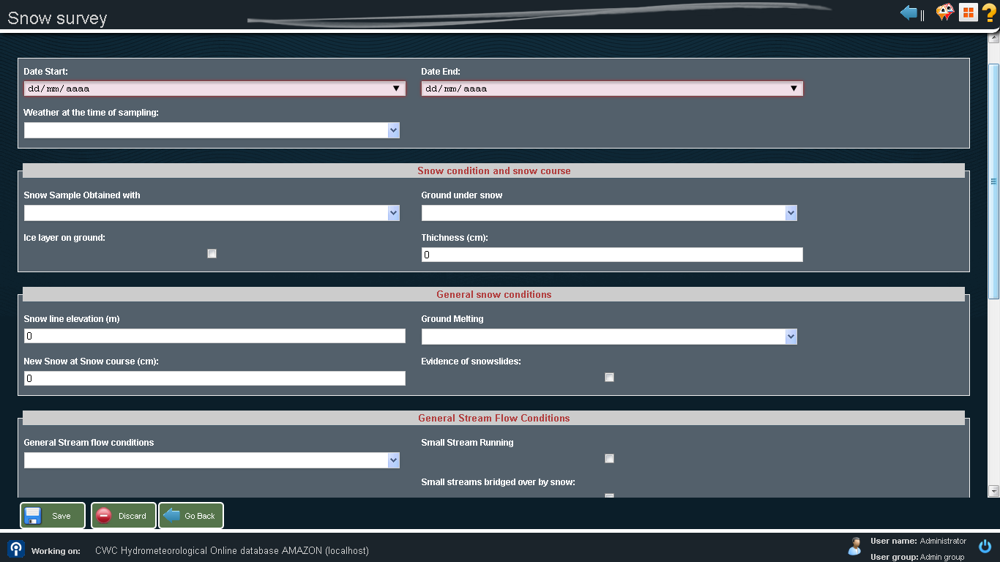 Snow survey
Date Start: Date End:
dd/mm/aaaa dd/mm/aaaa
Weather at the time of sampling:
Snow condition and snow course
Snow Sample Obtained with Ground under snow
Ice layer on ground: Thichness (cm):
0
General snow conditions
Snow line elevation (m) Ground Melting
0
New Snow at Snow course (cm): Evidence of snowslides:
0
General Stream Flow Conditions
General Stream flow conditions Small Stream Running
Small streams bridged over by snow:
Save Discard Go Back
Working on: CWC Hydrometeorological Online database AMAZON (localhost)
User name: Administrator
User group: Admin group